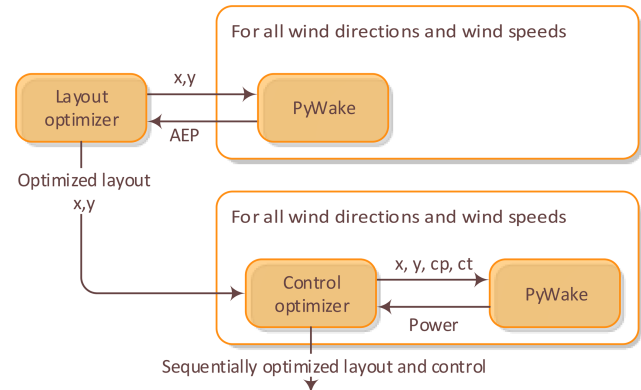 For all wind directions and wind speeds
x,y
Layout
optimizer
PyWake
AEP
Optimized layout
x,y
For all wind directions and wind speeds
x, y, cp, ct
Control
optimizer
PyWake
Power
Sequentially optimized layout and control